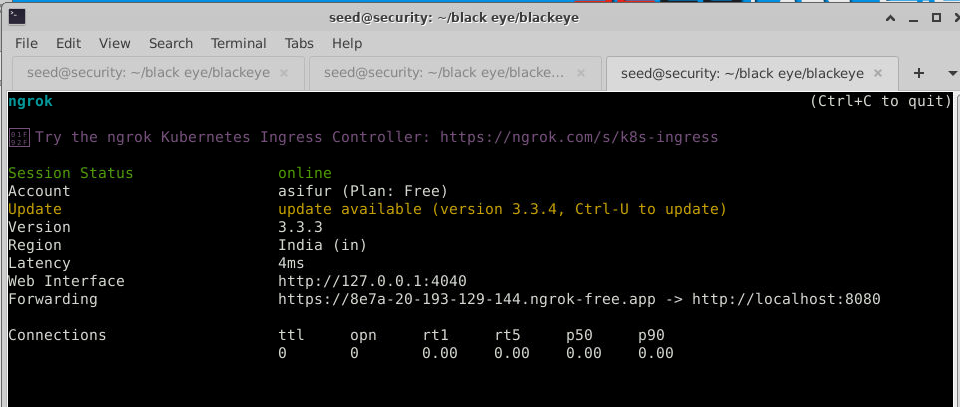 seed@security: ~/black eye/blackeye
File Edit View Search Terminal Tabs Help
seed@security: ~/black eye/blackeye × seed@security: ~/black eye/blacke... × seed@security: ~/black eye/blackeye ×
ngrok (Ctrl+C to quit)
01F92F Try the ngrok Kubernetes Ingress Controller: https://ngrok.com/s/k8s-ingress
Session Status online
Account asifur (Plan: Free)
Update update available (version 3.3.4, Ctrl-U to update)
Version 3.3.3
Region India (in)
Latency 4ms
Web Interface http://127.0.0.1:4040
Forwarding https://8e7a-20-193-129-144.ngrok-free.app -> http://localhost:8080
Connections ttl opn rt1 rt5 p50 p90
0 0 0.00 0.00 0.00 0.00